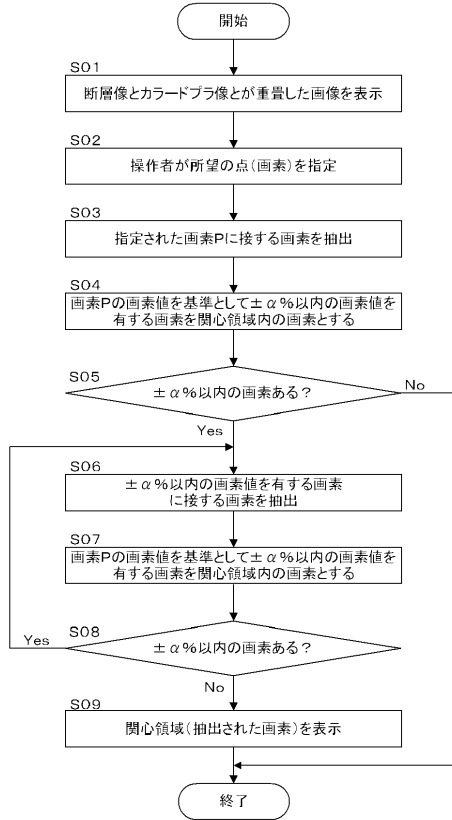 開始
S01
断層像とカラードプラ像とが重畳した画像を表示
S02
操作者が所望の点(画素)を指定
S03
指定された画素Pに接する画素を抽出
S04
画素Pの画素値を基準として±α%以内の画素値を
有する画素を関心領域内の画素とする
S05
±α%以内の画素ある?
No
Yes
S06
±α%以内の画素値を有する画素
に接する画素を抽出
S07
画素Pの画素値を基準として±α%以内の画素値を
有する画素を関心領域内の画素とする
S08
Yes
±α%以内の画素ある?
No
S09
関心領域(抽出された画素)を表示
終了